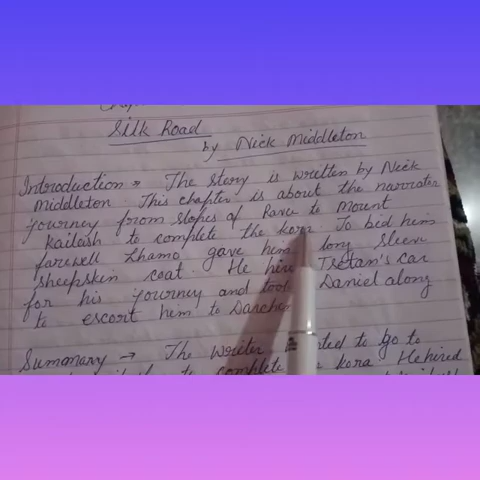 Silk Road
by Nick Middleton
Introduction → The story is written by Nick
Middleton. This chapter is about the narrates
journey from slopes of Ravu to Mount
Kailash to complete the kora To bid him
farewell Lhamo gave him long Sleev
sheepskin coat. He hire Tsetan's car
for his journey and took Daniel along
to escort him to Darchen
Summary → The writer to go to
to complete kora. He hired